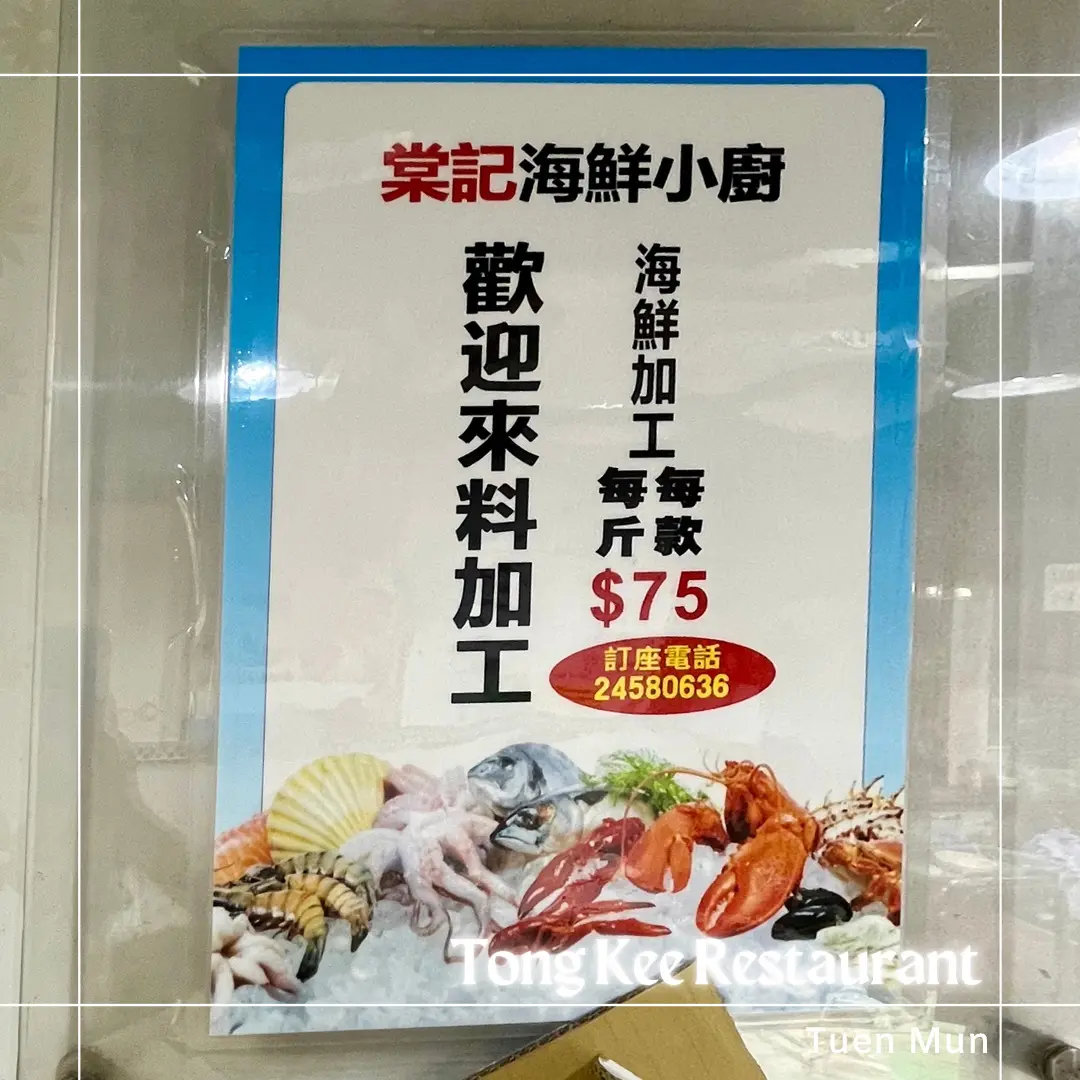 棠記海鮮小廚
海鮮加工
每款
每斤
$75
訂座電話
24580636
歡迎來料加工
Tong Kee Restaurant
Tuen Mun